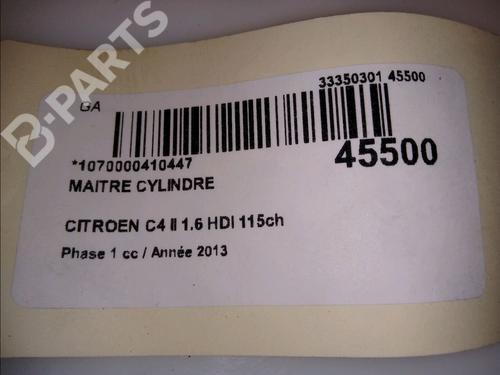 B-PARTS
GA
33350301 45500
*1070000410447
45500
MAITRE CYLINDRE
CITROEN C4 II 1.6 HDI 115ch
Phase 1 cc / Année 2013